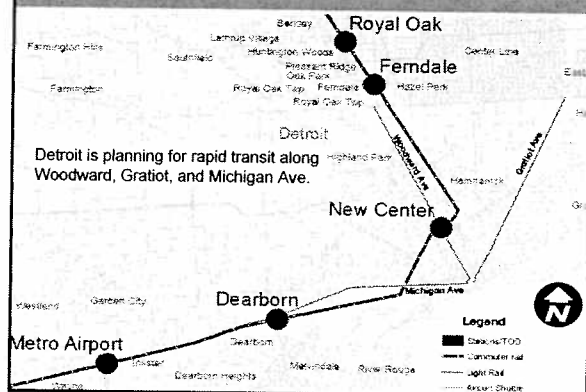 Berkley
Royal Oak
Lathrup Village
Farmington Hills
Southfield
Huntington Woods
Center Line
Pleasant Ridge
Ferndale
Oak Park
Farmington
Royal Oak Twp
Ferndale
Hazel Park
Royal Oak Twp
Detroit
Detroit is planning for rapid transit along
Woodward, Gratiot, and Michigan Ave.
Highland Park
Woodward Ave
Gratiot Ave
Hamtramck
New Center
Michigan Ave
Westland
Garden City
Dearborn
Legend
Stations/TOD
Metro Airport
Inkster
Dearborn
Commuter rail
Dearborn Heights
Melvindale
River Rouge
Light Rail
Wayne
Airport Shuttle
N